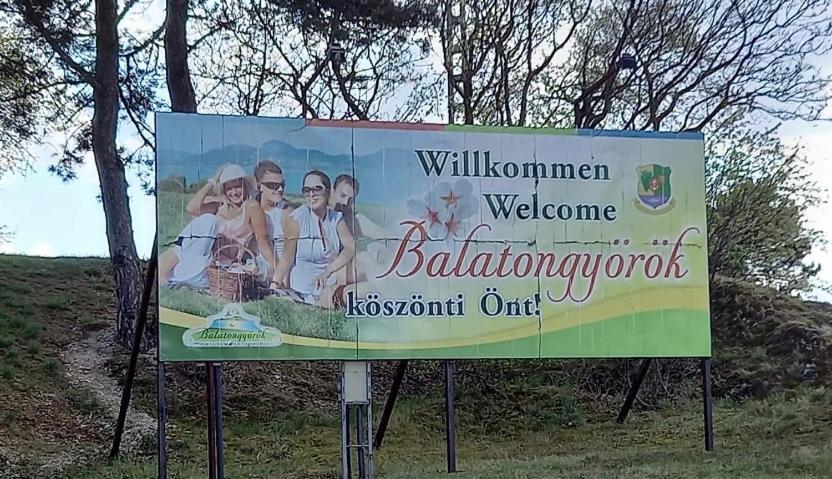 Willkommen
Welcome
Balatongyörök
köszönti Önt!
Balatongyörök